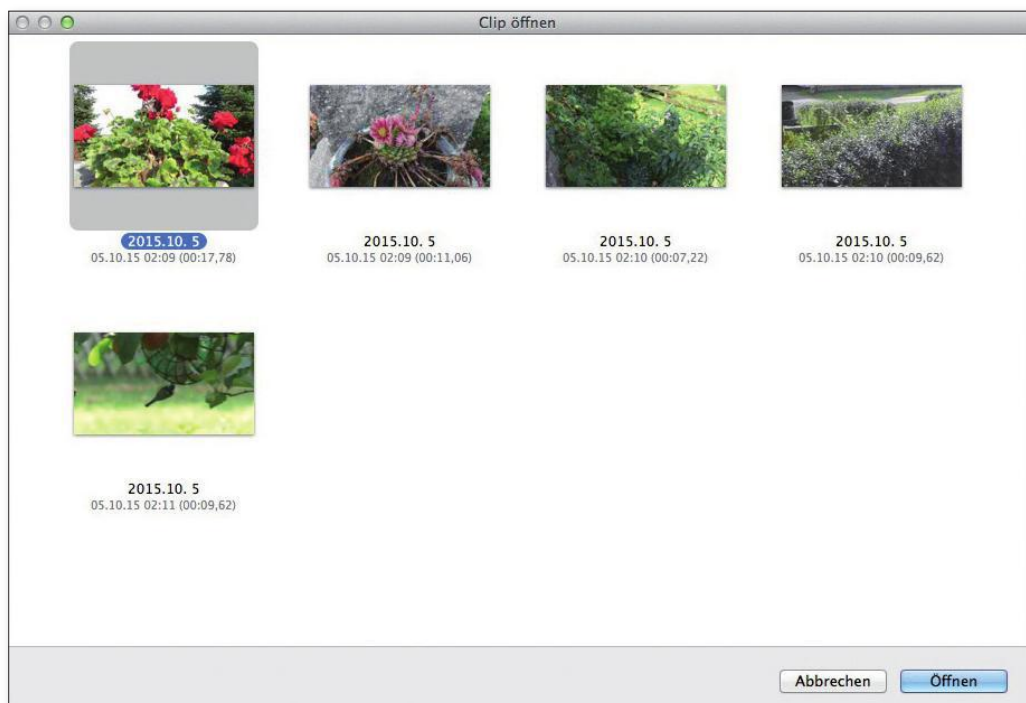 Clip öffnen
2015.10. 5
05.10.15 02:09 (00:17,78)
2015.10. 5
05.10.15 02:09 (00:11,06)
2015.10. 5
05.10.15 02:10 (00:07,22)
2015.10. 5
05.10.15 02:10 (00:09,62)
2015.10. 5
05.10.15 02:11 (00:09,62)
Abbrechen
Öffnen